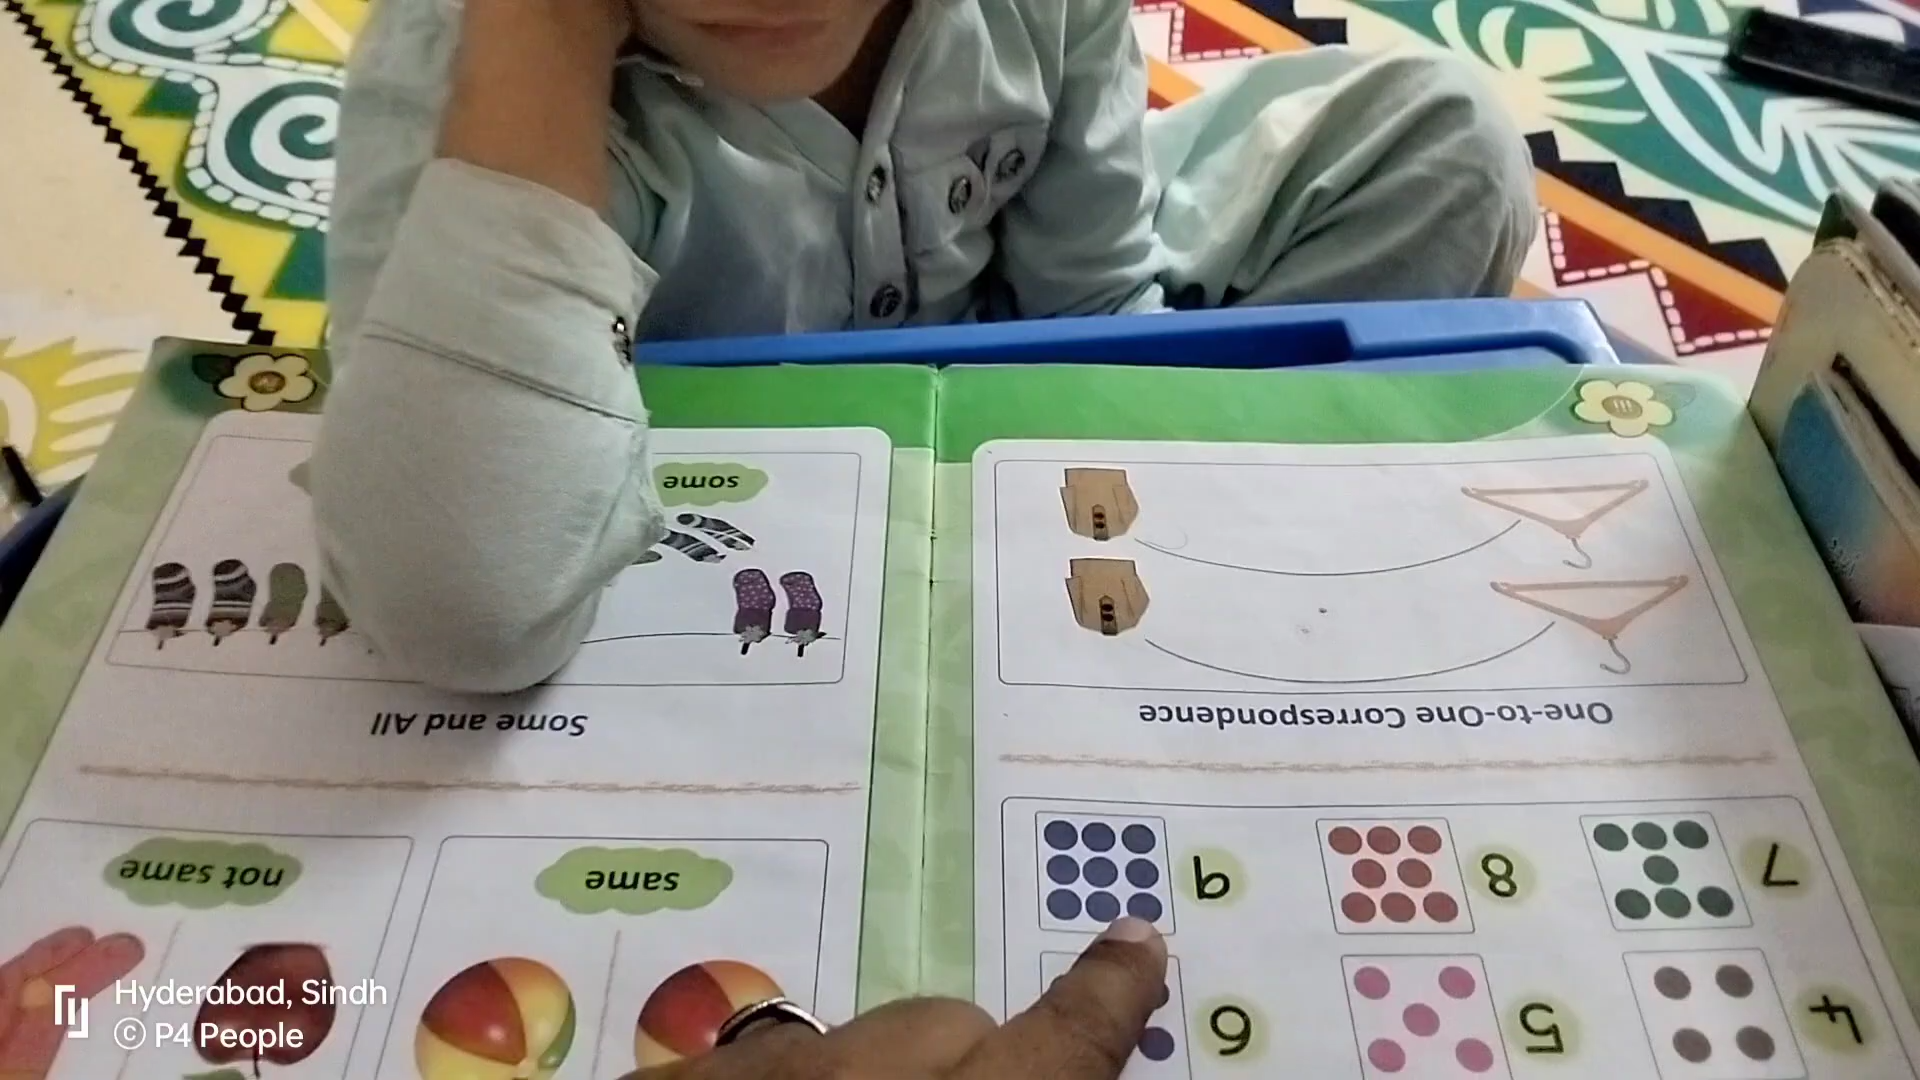 some
Some and All
not same
same
One-to-One Correspondence
7
8
9
4
5
6
Hyderabad, Sindh
© P4 People